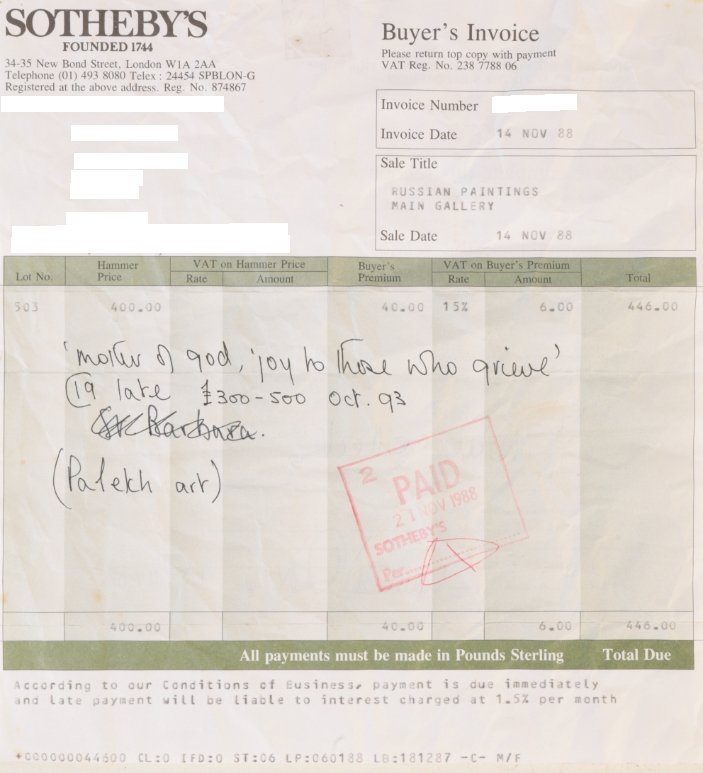 SOTHEBY'S
FOUNDED 1744
34-35 New Bond Street, London W1A 2AA
Telephone (01) 493 8080 Telex : 24454 SPBLON-G
Registered at the above address. Reg. No. 874867
Buyer's Invoice
Please return top copy with payment
VAT Reg. No. 238 7788 06
Invoice Number
Invoice Date 14 NOV 88
Sale Title
RUSSIAN PAINTINGS
MAIN GALLERY
Sale Date 14 NOV 88
Lot No. Hammer Price VAT on Hammer Price Rate Amount Buyer's Premium VAT on Buyer's Premium Rate Amount Total
503 400.00 40.00 15% 6.00 446.00
'mother of god, 'joy to those who grieve'
C19 late £300-500 Oct. 93
Barbara.
(Palekh art)
2
PAID
21 NOV 1988
SOTHEBY'S
Per
400.00 40.00 6.00 446.00
All payments must be made in Pounds Sterling Total Due
According to our Conditions of Business, payment is due immediately
and late payment will be liable to interest charged at 1.5% per month
*000000044600 CL:0 IFD:0 ST:06 LP:060188 LB:181287 -C- M/F